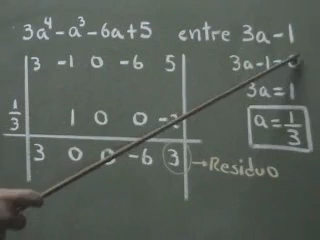 3a⁴-a³-6a+5 entre 3a-1
3 -1 0 -6 5
3a-1=0
3a=1
1/3 1 0 0 -2
a=1/3
3 0 0 -6 3 → Residuo